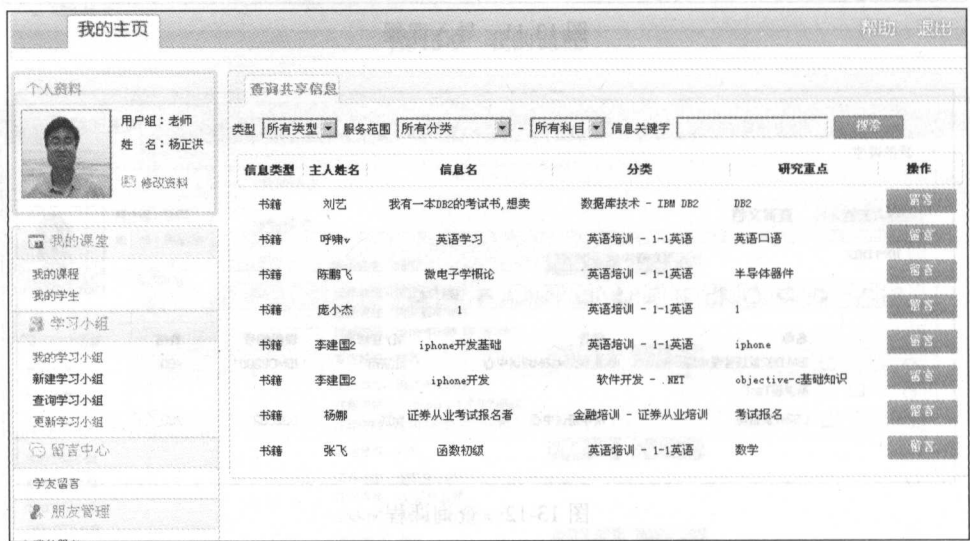 我的主页
帮助 退出
个人资料
用户组：老师
姓 名：杨正洪
修改资料
我的课堂
我的课程
我的学生
学习小组
我的学习小组
新建学习小组
查询学习小组
更新学习小组
留言中心
学友留言
朋友管理
查询共享信息
类型 所有类型 服务范围 所有分类 - 所有科目 信息关键字 搜索
信息类型 主人姓名 信息名 分类 研究重点 操作
书籍 刘艺 我有一本DB2的考试书,想卖 数据库技术 - IBM DB2 DB2 留言
书籍 呼啸v 英语学习 英语培训 - 1-1英语 英语口语 留言
书籍 陈鹏飞 微电子学概论 英语培训 - 1-1英语 半导体器件 留言
书籍 庞小杰 1 英语培训 - 1-1英语 1 留言
书籍 李建国2 iphone开发基础 英语培训 - 1-1英语 iphone 留言
书籍 李建国2 iphone开发 软件开发 - .NET objective-c基础知识 留言
书籍 杨娜 证券从业考试报名者 金融培训 - 证券从业培训 考试报名 留言
书籍 张飞 函数初级 英语培训 - 1-1英语 数学 留言